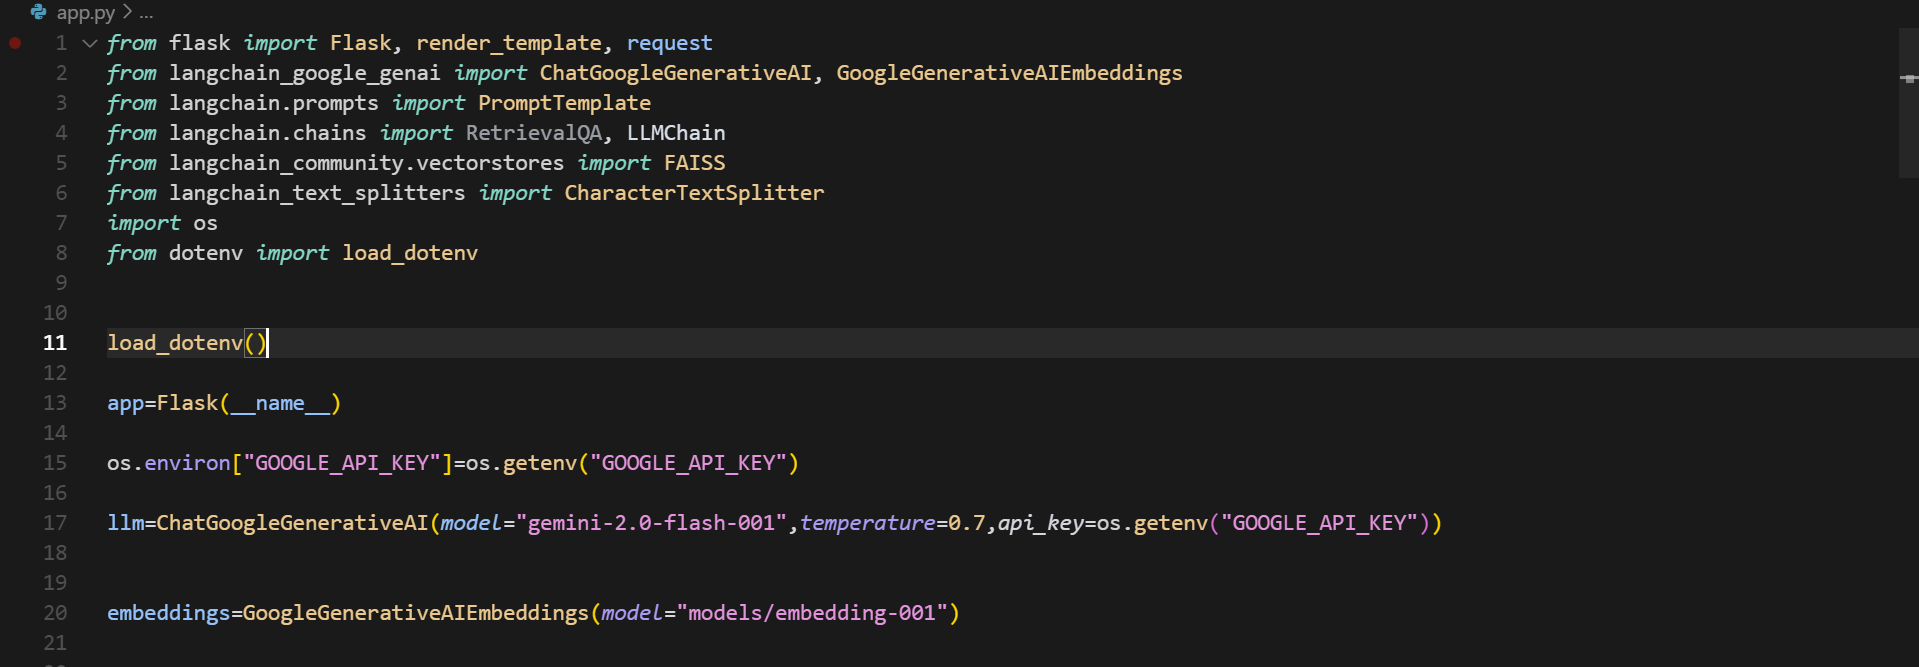 app.py > ...
1 from flask import Flask, render_template, request
2 from langchain_google_genai import ChatGoogleGenerativeAI, GoogleGenerativeAIEmbeddings
3 from langchain.prompts import PromptTemplate
4 from langchain.chains import RetrievalQA, LLMChain
5 from langchain_community.vectorstores import FAISS
6 from langchain_text_splitters import CharacterTextSplitter
7 import os
8 from dotenv import load_dotenv
9
10
11 load_dotenv()
12
13 app=Flask(__name__)
14
15 os.environ["GOOGLE_API_KEY"]=os.getenv("GOOGLE_API_KEY")
16
17 llm=ChatGoogleGenerativeAI(model="gemini-2.0-flash-001",temperature=0.7,api_key=os.getenv("GOOGLE_API_KEY"))
18
19
20 embeddings=GoogleGenerativeAIEmbeddings(model="models/embedding-001")
21